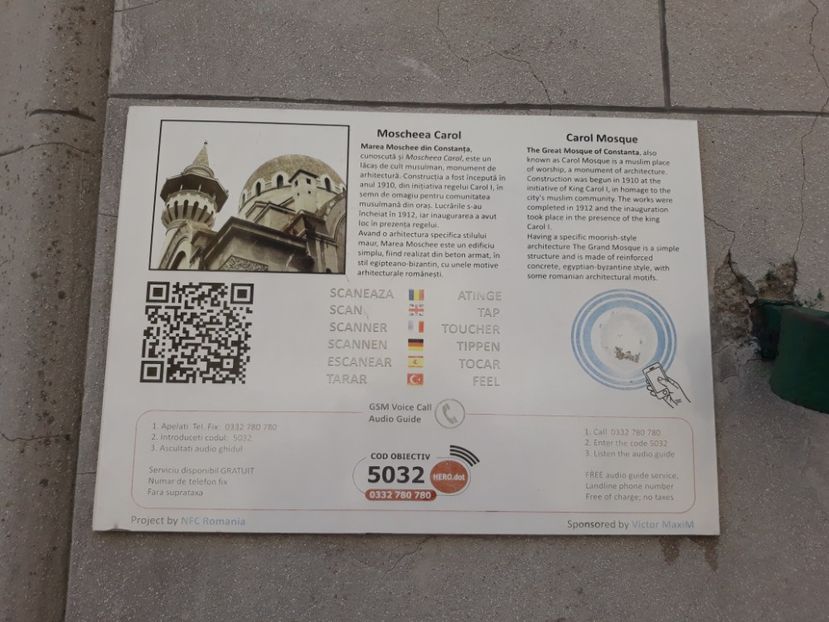 Moscheea Carol
Marea Moschee din Constanța,
cunoscută și Moscheea Carol, este un
lăcas de cult musulman, monument de
arhitectură. Construcția a fost începută în
anul 1910, din inițiativa regelui Carol I, în
semn de omagiu pentru comunitatea
musulmană din oraș. Lucrările s-au
încheiat în 1912, iar inaugurarea a avut
loc în prezența regelui.
Avand o arhitectura specifica stilului
maur, Marea Moschee este un edificiu
simplu, fiind realizat din beton armat, în
stil egipteano-bizantin, cu unele motive
arhitecturale românești.
Carol Mosque
The Great Mosque of Constanta, also
known as Carol Mosque is a muslim place
of worship, a monument of architecture.
Construction was begun in 1910 at the
initiative of King Carol I, in homage to the
city's muslim community. The works were
completed in 1912 and the inauguration
took place in the presence of the king
Carol I.
Having a specific moorish-style
architecture The Grand Mosque is a simple
structure and is made of reinforced
concrete, egyptian-byzantine style, with
some romanian architectural motifs.
SCANEAZA ATINGE
SCAN TAP
SCANNER TOUCHER
SCANNEN TIPPEN
ESCANEAR TOCAR
TARAR FEEL
GSM Voice Call
Audio Guide
1. Apelati Tel. Fix: 0332 780 780
2. Introduceti codul: 5032
3. Ascultati audio ghidul
Serviciu disponibil GRATUIT
Numar de telefon fix
Fara suprataxa
COD OBIECTIV
5032 HERO.dot
0332 780 780
1. Call 0332 780 780
2. Enter the code 5032
3. Listen the audio guide
FREE audio guide service,
Landline phone number
Free of charge; no taxes
Project by NFC Romania
Sponsored by Victor MaxiM